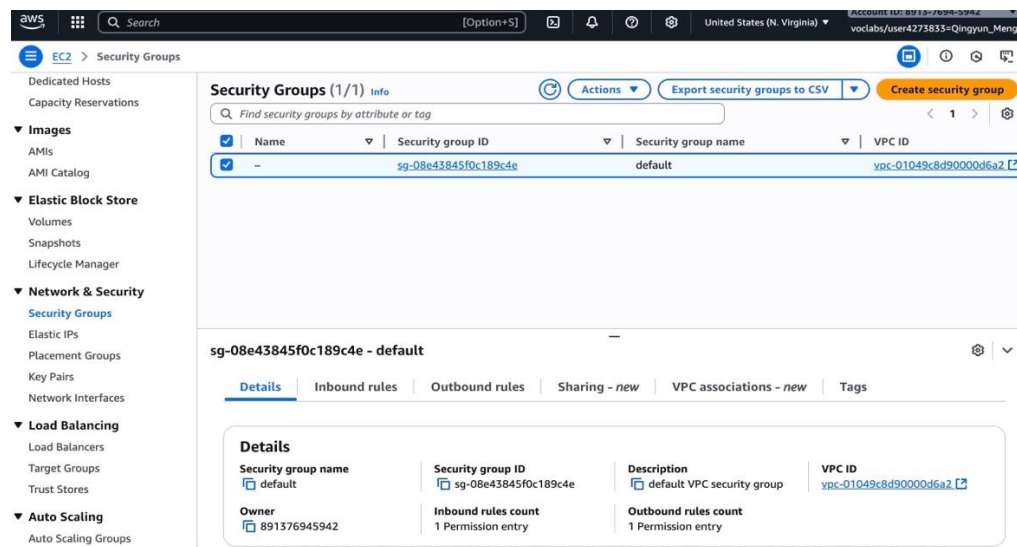 aws
Search [Option+S] United States (N. Virginia)
Account ID: 8913-7694-5942
voclabs/user4273833=Qingyun_Meng
EC2 > Security Groups
Dedicated Hosts
Capacity Reservations
Images
AMIs
AMI Catalog
Elastic Block Store
Volumes
Snapshots
Lifecycle Manager
Network & Security
Security Groups
Elastic IPs
Placement Groups
Key Pairs
Network Interfaces
Load Balancing
Load Balancers
Target Groups
Trust Stores
Auto Scaling
Auto Scaling Groups
Security Groups (1/1) Info Actions Export security groups to CSV Create security group
Find security groups by attribute or tag 1
Name Security group ID Security group name VPC ID
– sg-08e43845f0c189c4e default vpc-01049c8d90000d6a2
sg-08e43845f0c189c4e - default
Details Inbound rules Outbound rules Sharing - new VPC associations - new Tags
Details
Security group name Security group ID Description VPC ID
default sg-08e43845f0c189c4e default VPC security group vpc-01049c8d90000d6a2
Owner Inbound rules count Outbound rules count
891376945942 1 Permission entry 1 Permission entry